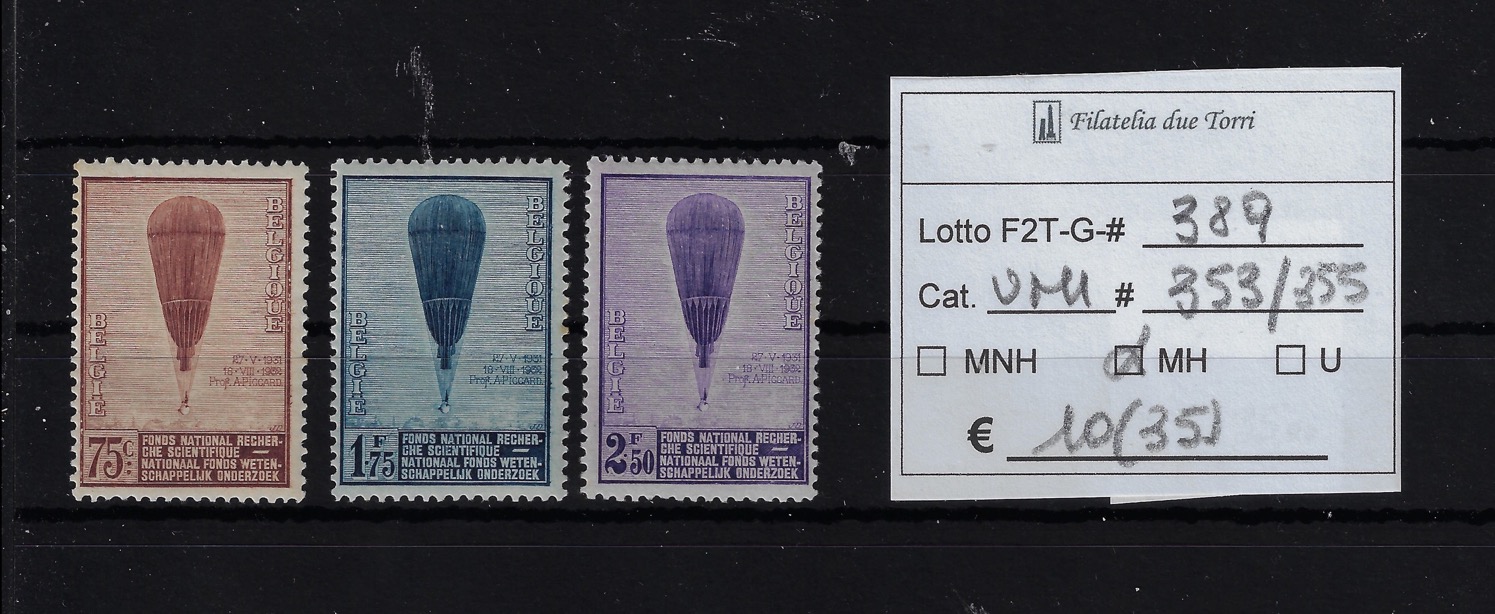 BELGIQUE
BELGIE
27·V·1931
18·VIII·1932
Prof. A. PICCARD.
75c:
FONDS NATIONAL RECHER-
CHE SCIENTIFIQUE –
NATIONAAL FONDS WETEN-
SCHAPPELIJK ONDERZOEK
BELGIQUE
BELGIE
27·V·1931
18·VIII·1932
Prof. A. PICCARD.
1F75
FONDS NATIONAL RECHER-
CHE SCIENTIFIQUE –
NATIONAAL FONDS WETEN-
SCHAPPELIJK ONDERZOEK
BELGIQUE
BELGIE
27·V·1931
18·VIII·1932
Prof. A. PICCARD.
2F50
FONDS NATIONAL RECHER-
CHE SCIENTIFIQUE –
NATIONAAL FONDS WETEN-
SCHAPPELIJK ONDERZOEK
Filatelia due Torri
Lotto F2T-G-# 389
Cat. # 353/355
MNH MH U
€ 10(35)